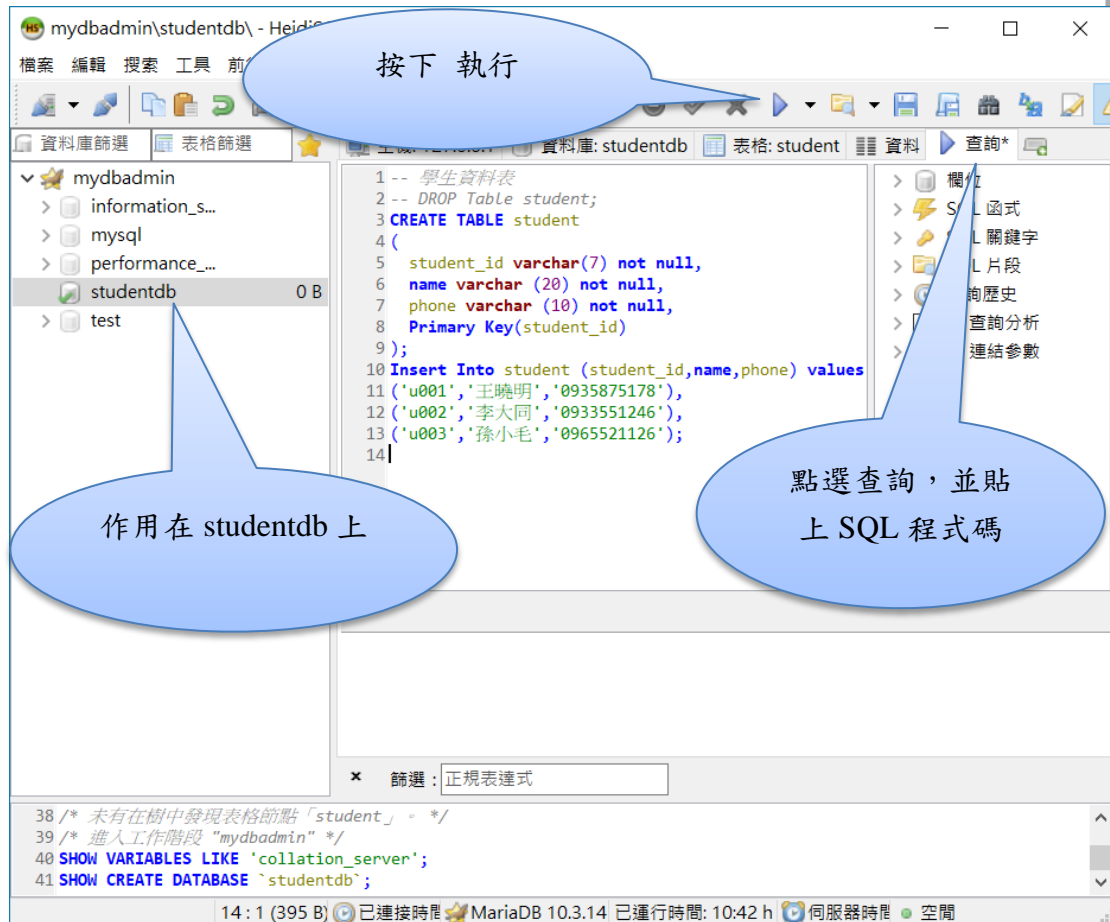 mydbadmin\studentdb\ - HeidiS
檔案 編輯 搜索 工具 前
按下 執行
資料庫篩選 表格篩選
資料庫: studentdb 表格: student 資料 查詢*
mydbadmin
information_s...
mysql
performance_...
studentdb 0 B
test
1 -- 學生資料表
2 -- DROP Table student;
3 CREATE TABLE student
4 (
5 student_id varchar(7) not null,
6 name varchar (20) not null,
7 phone varchar (10) not null,
8 Primary Key(student_id)
9 );
10 Insert Into student (student_id,name,phone) values
11 ('u001','王曉明','0935875178'),
12 ('u002','李大同','0933551246'),
13 ('u003','孫小毛','0965521126');
14
欄位
SQL 函式
L 關鍵字
L 片段
詢歷史
查詢分析
連結參數
作用在 studentdb 上
點選查詢，並貼
上 SQL 程式碼
× 篩選 : 正規表達式
38 /* 未有在樹中發現表格節點「student」。 */
39 /* 進入工作階段 "mydbadmin" */
40 SHOW VARIABLES LIKE 'collation_server';
41 SHOW CREATE DATABASE `studentdb`;
14 : 1 (395 B) 已連接時間 MariaDB 10.3.14 已運行時間: 10:42 h 伺服器時間 空閒